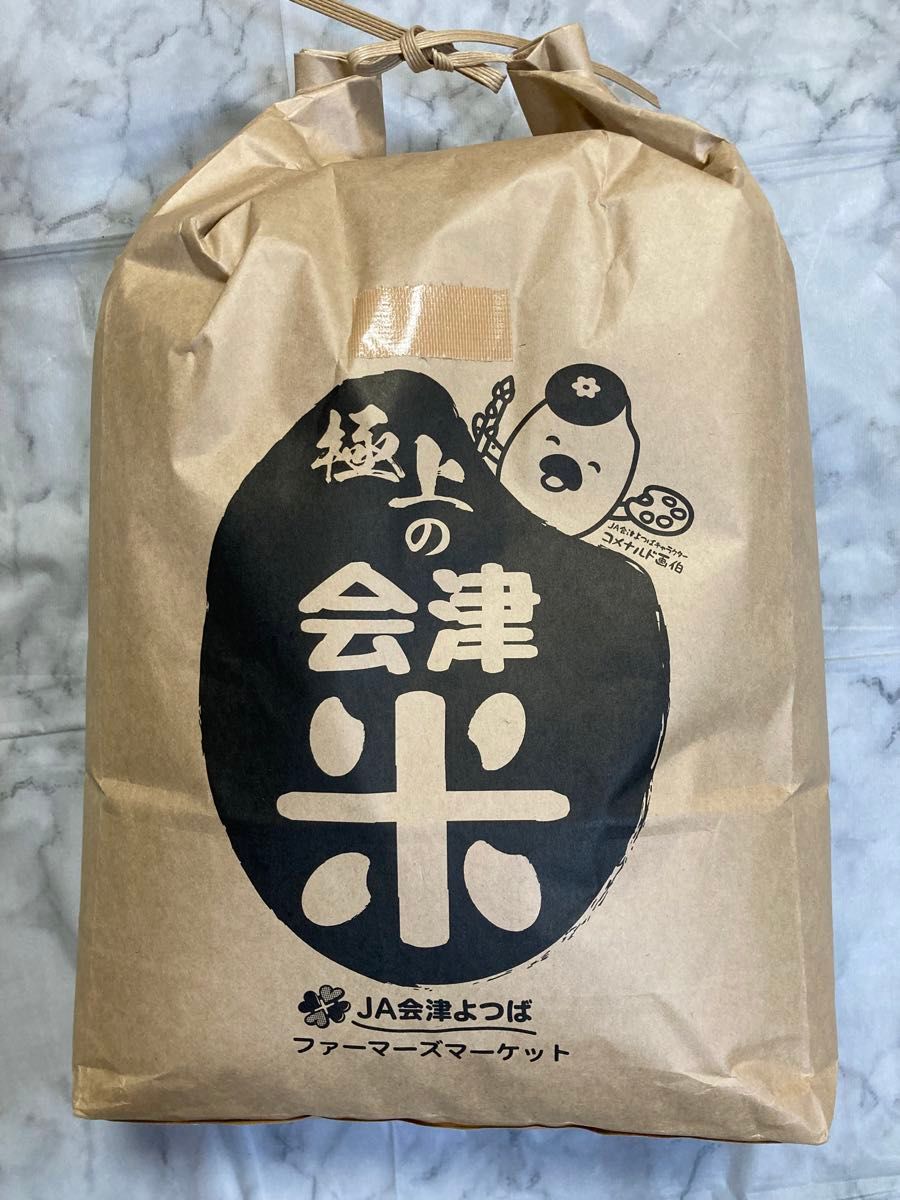 極上の
会津
米
JA会津よつばキャラクター
コメナルド画伯
JA会津よつば
ファーマーズマーケット